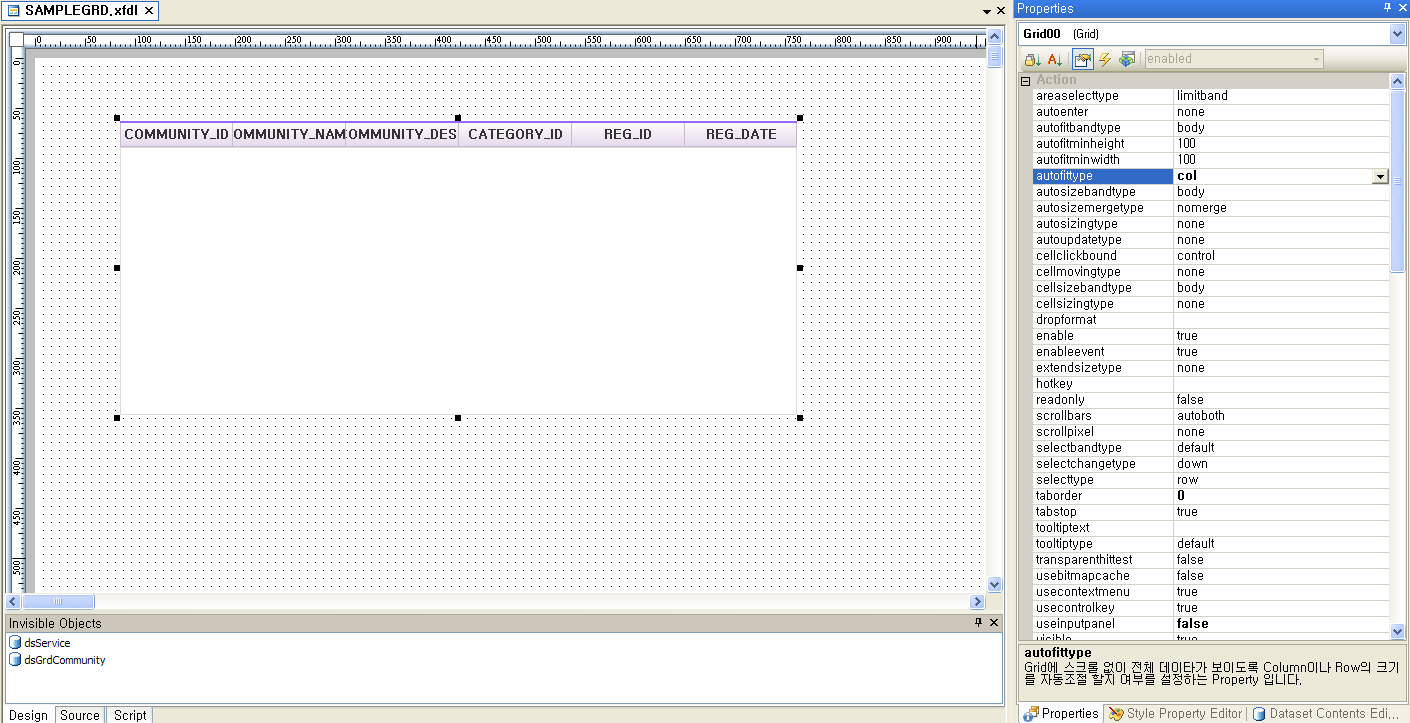 SAMPLEGRD.xfdl
0 50 100 150 200 250 300 350 400 450 500 550 600 650 700 750 800 850 900
0
50
100
150
200
250
300
350
400
450
500
COMMUNITY_ID OMMUNITY_NAM OMMUNITY_DES CATEGORY_ID REG_ID REG_DATE
Invisible Objects
dsService
dsGrdCommunity
Design Source Script
Properties
Grid00 (Grid)
enabled
Action
areaselecttype limitband
autoenter none
autofitbandtype body
autofitminheight 100
autofitminwidth 100
autofittype col
autosizebandtype body
autosizemergetype nomerge
autosizingtype none
autoupdatetype none
cellclickbound control
cellmovingtype none
cellsizebandtype body
cellsizingtype none
dropformat
enable true
enableevent true
extendsizetype none
hotkey
readonly false
scrollbars autoboth
scrollpixel none
selectbandtype default
selectchangetype down
selecttype row
taborder 0
tabstop true
tooltiptext
tooltiptype default
transparenthittest false
usebitmapcache false
usecontextmenu true
usecontrolkey true
useinputpanel false
visible true
autofittype
Grid에 스크롤 없이 전체 데이타가 보이도록 Column이나 Row의 크기
를 자동조절 할지 여부를 설정하는 Property 입니다.
Properties Style Property Editor Dataset Contents Edi...